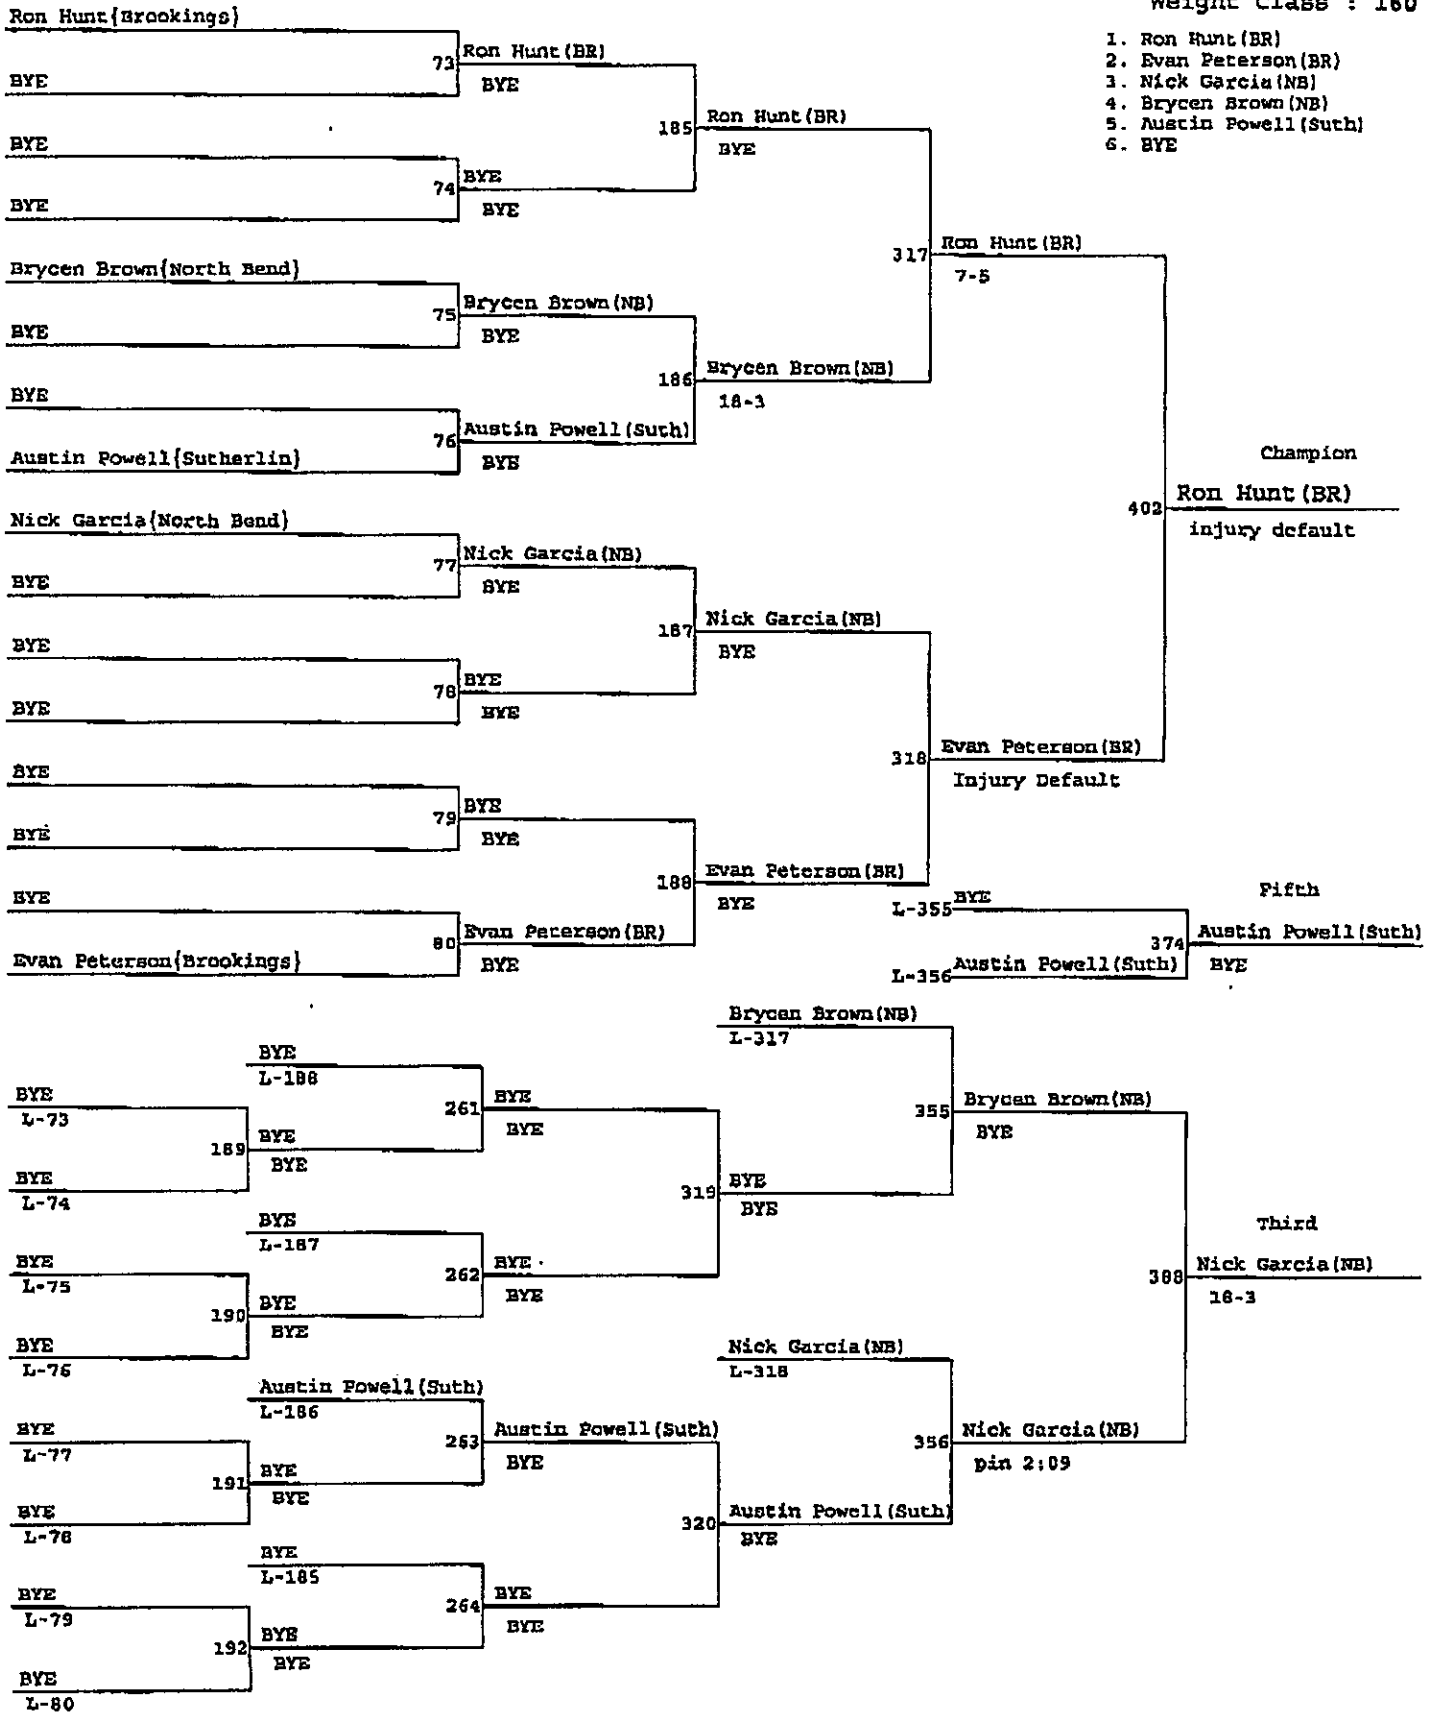 Weight Class : 160
1. Ron Hunt(BR)
2. Evan Peterson(BR)
3. Nick Garcia(NB)
4. Brycen Brown(NB)
5. Austin Powell(Suth)
6. BYE
Ron Hunt{Brookings}
73 Ron Hunt(BR)
BYE
BYE
185 Ron Hunt(BR)
BYE
BYE
74 BYE
BYE
BYE
317 Ron Hunt(BR)
7-5
Brycen Brown{North Bend}
75 Brycen Brown(NB)
BYE
BYE
186 Brycen Brown(NB)
18-3
BYE
76 Austin Powell(Suth)
BYE
Austin Powell{Sutherlin}
Champion
402 Ron Hunt(BR)
injury default
Nick Garcia{North Bend}
77 Nick Garcia(NB)
BYE
BYE
187 Nick Garcia(NB)
BYE
BYE
78 BYE
BYE
BYE
318 Evan Peterson(BR)
Injury Default
BYE
79 BYE
BYE
BYE
188 Evan Peterson(BR)
BYE
BYE
80 Evan Peterson(BR)
BYE
Evan Peterson{Brookings}
Fifth
L-355 BYE
374 Austin Powell(Suth)
BYE
L-356 Austin Powell(Suth)
Brycen Brown(NB)
L-317
BYE
L-188
BYE
L-73
261 BYE
BYE
355 Brycen Brown(NB)
BYE
189 BYE
BYE
BYE
L-74
319 BYE
BYE
BYE
L-187
Third
BYE
L-75
262 BYE
BYE
388 Nick Garcia(NB)
18-3
190 BYE
BYE
BYE
L-76
Nick Garcia(NB)
L-318
Austin Powell(Suth)
L-186
BYE
L-77
263 Austin Powell(Suth)
BYE
356 Nick Garcia(NB)
pin 2:09
191 BYE
BYE
BYE
L-78
320 Austin Powell(Suth)
BYE
BYE
L-185
BYE
L-79
264 BYE
BYE
192 BYE
BYE
BYE
L-80